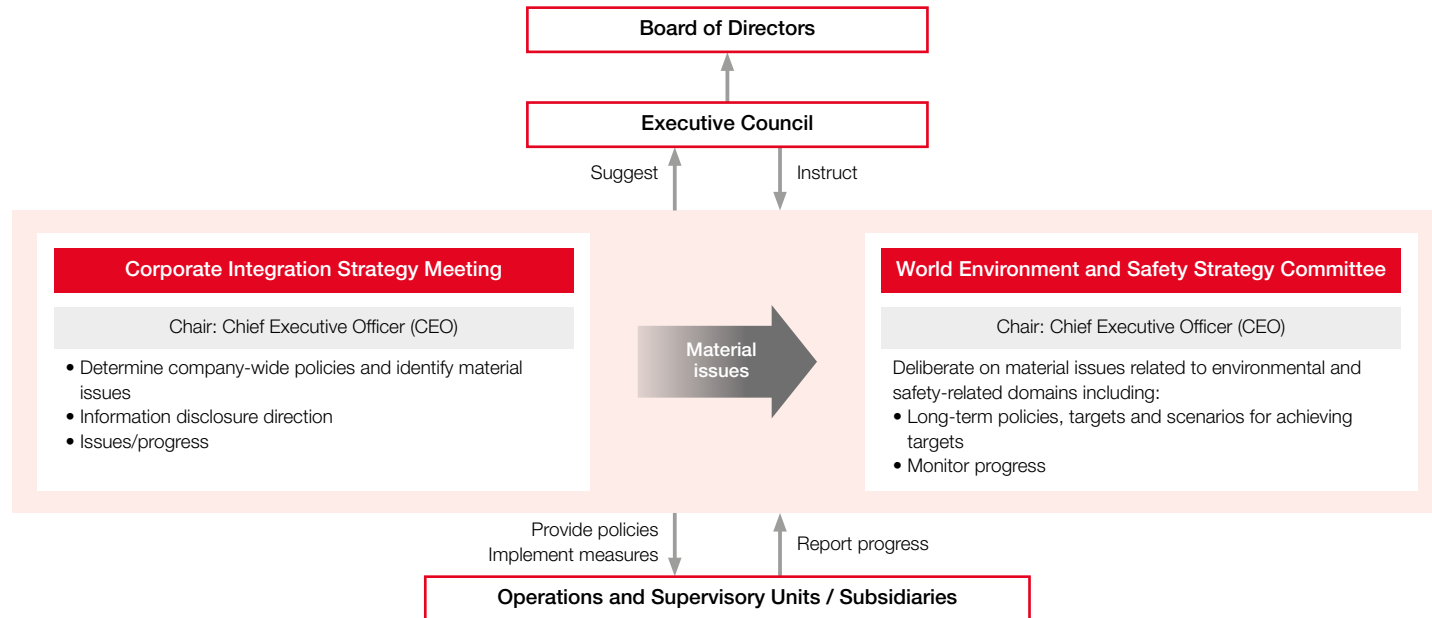 Board of Directors
Executive Council
Suggest
Instruct
Corporate Integration Strategy Meeting
Chair: Chief Executive Officer (CEO)
• Determine company-wide policies and identify material
issues
• Information disclosure direction
• Issues/progress
Material
issues
World Environment and Safety Strategy Committee
Chair: Chief Executive Officer (CEO)
Deliberate on material issues related to environmental and
safety-related domains including:
• Long-term policies, targets and scenarios for achieving
targets
• Monitor progress
Provide policies
Implement measures
Report progress
Operations and Supervisory Units / Subsidiaries